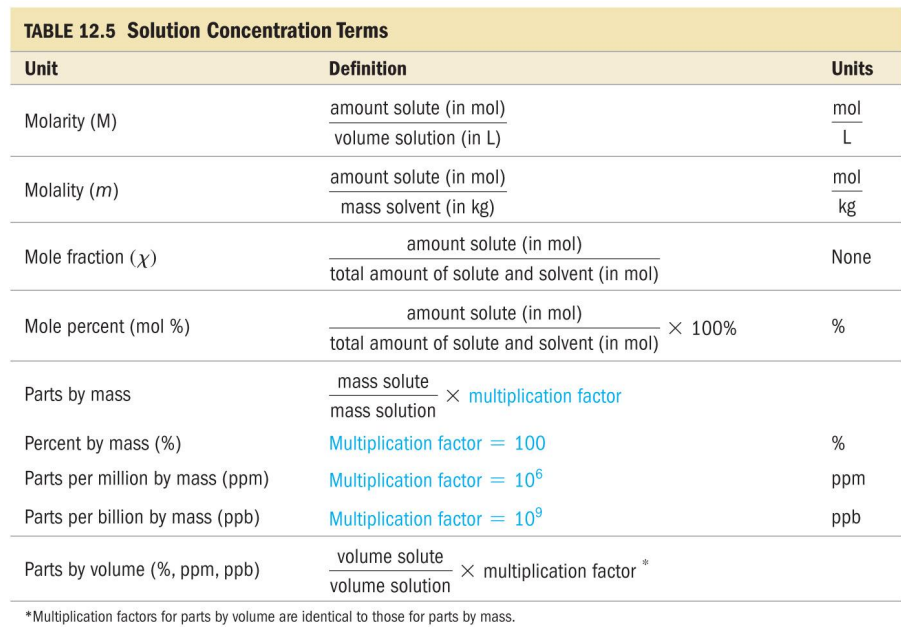 TABLE 12.5 Solution Concentration Terms
Unit Definition Units
Molarity (M) amount solute (in mol) mol
volume solution (in L) L
Molality (m) amount solute (in mol) mol
mass solvent (in kg) kg
Mole fraction (χ) amount solute (in mol) None
total amount of solute and solvent (in mol)
Mole percent (mol %) amount solute (in mol) × 100% %
total amount of solute and solvent (in mol)
Parts by mass mass solute × multiplication factor
mass solution
Percent by mass (%) Multiplication factor = 100 %
Parts per million by mass (ppm) Multiplication factor = 10⁶ ppm
Parts per billion by mass (ppb) Multiplication factor = 10⁹ ppb
Parts by volume (%, ppm, ppb) volume solute × multiplication factor *
volume solution
*Multiplication factors for parts by volume are identical to those for parts by mass.